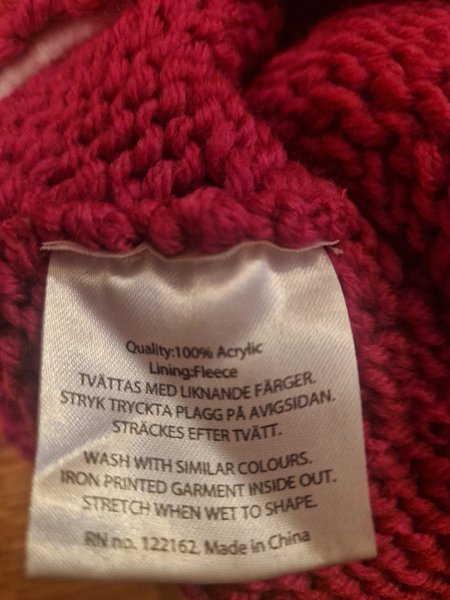 Quality:100% Acrylic
Lining:Fleece
TVÄTTAS MED LIKNANDE FÄRGER.
STRYK TRYCKTA PLAGG PÅ AVIGSIDAN.
STRÄCKES EFTER TVÄTT.
WASH WITH SIMILAR COLOURS.
IRON PRINTED GARMENT INSIDE OUT.
STRETCH WHEN WET TO SHAPE.
RN no. 122162, Made in China